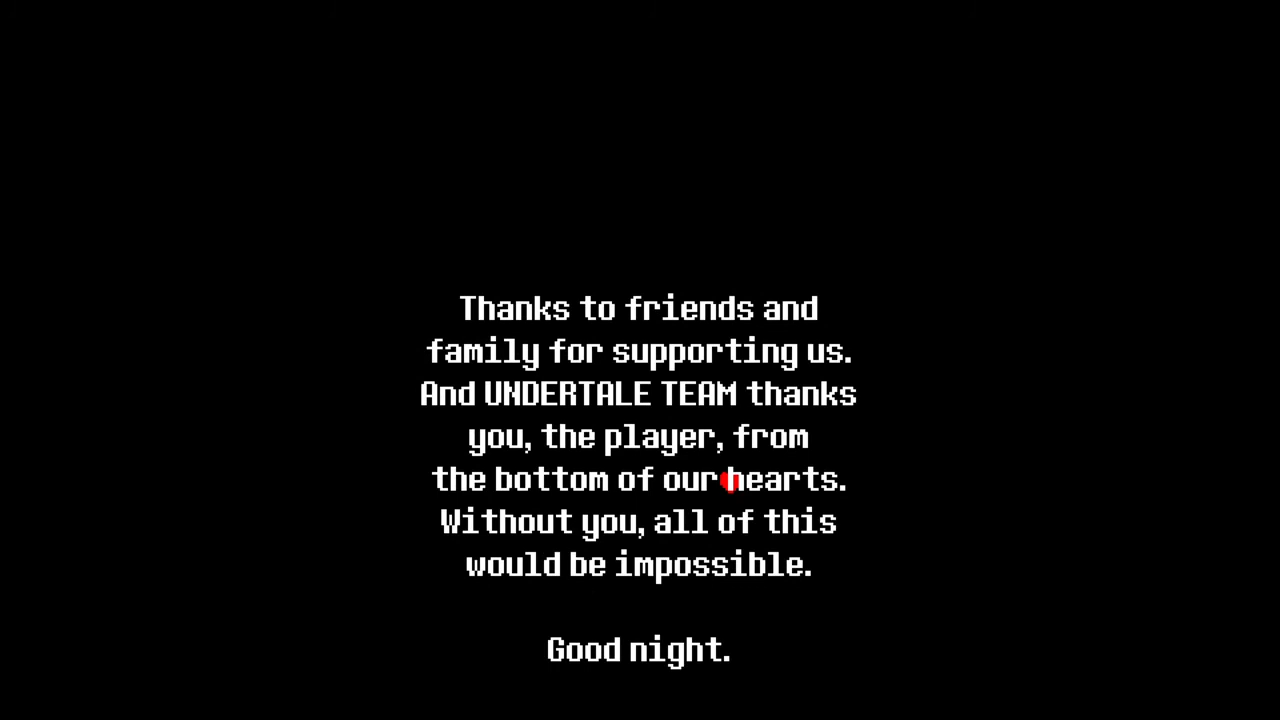 Thanks to friends and
family for supporting us.
And UNDERTALE TEAM thanks
you, the player, from
the bottom of our hearts.
Without you, all of this
would be impossible.
Good night.